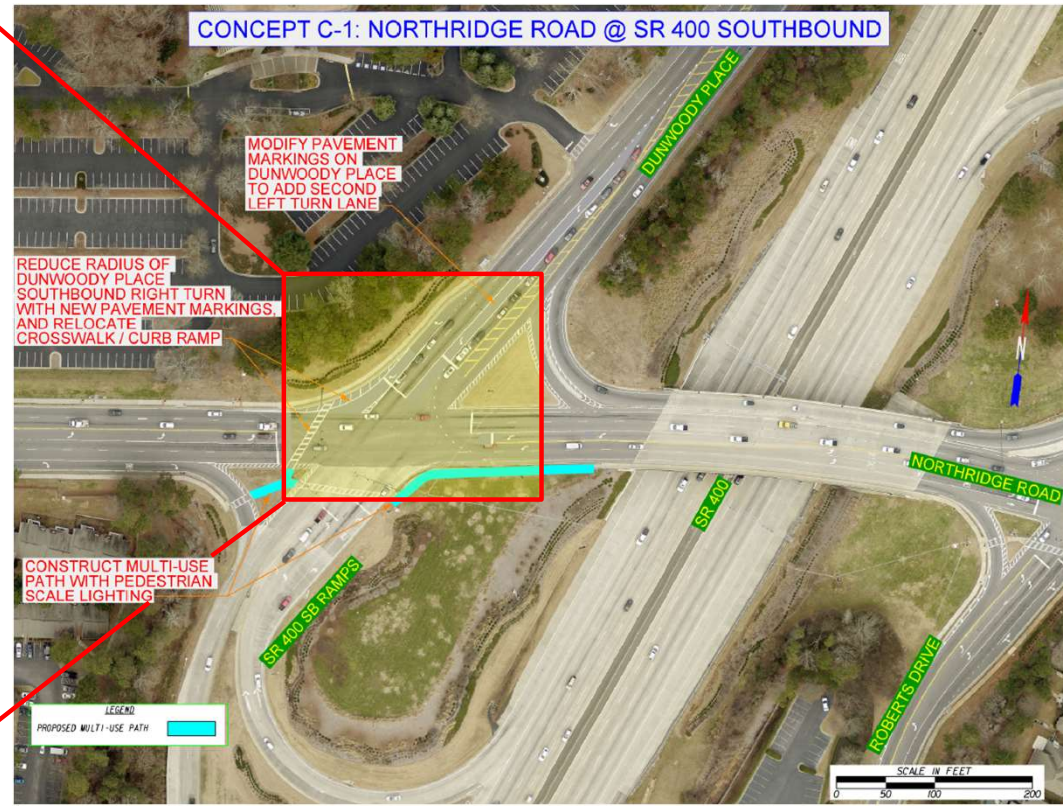 CONCEPT C-1: NORTHRIDGE ROAD @ SR 400 SOUTHBOUND
DUNWOODY PLACE
MODIFY PAVEMENT
MARKINGS ON
DUNWOODY PLACE
TO ADD SECOND
LEFT TURN LANE
REDUCE RADIUS OF
DUNWOODY PLACE
SOUTHBOUND RIGHT TURN
WITH NEW PAVEMENT MARKINGS,
AND RELOCATE
CROSSWALK / CURB RAMP
N
NORTHRIDGE ROAD
SR 400
CONSTRUCT MULTI-USE
PATH WITH PEDESTRIAN
SCALE LIGHTING
SR 400 SB RAMPS
ROBERTS DRIVE
LEGEND
PROPOSED MULTI-USE PATH
SCALE IN FEET
0 50 100 200